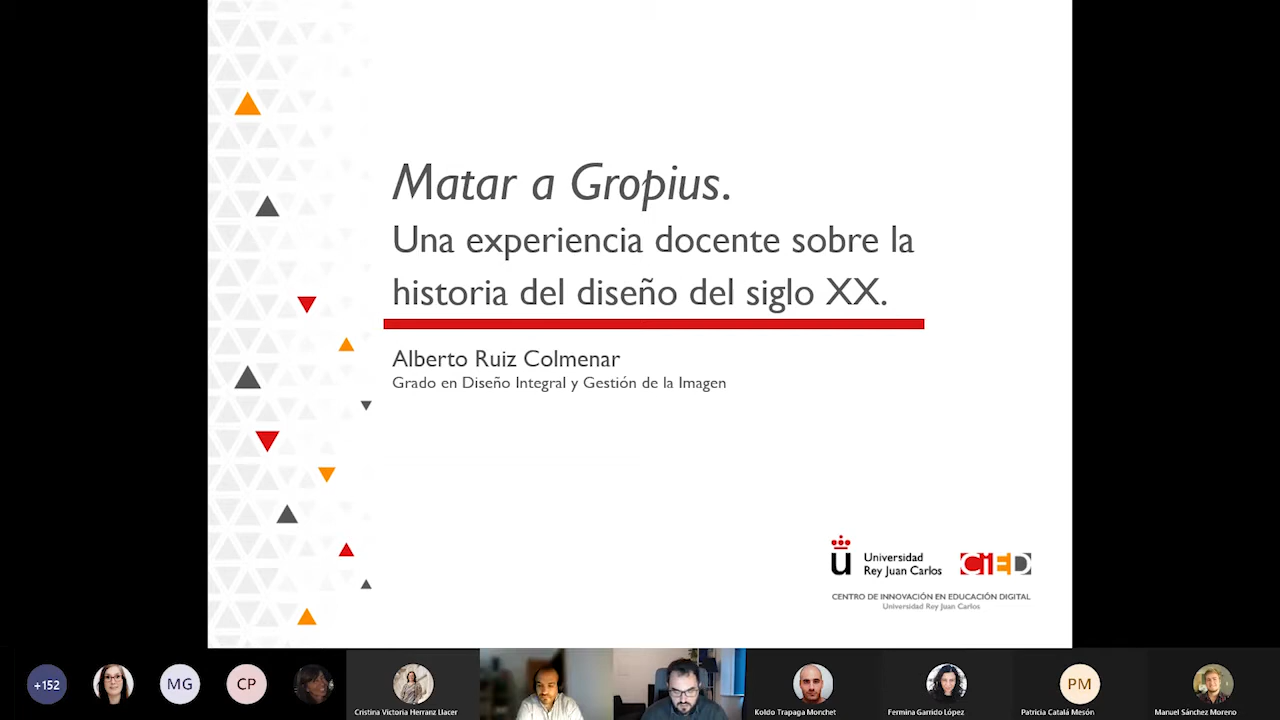 Matar a Gropius.
Una experiencia docente sobre la
historia del diseño del siglo XX.
Alberto Ruiz Colmenar
Grado en Diseño Integral y Gestión de la Imagen
ü Universidad
Rey Juan Carlos
CiED
CENTRO DE INNOVACIÓN EN EDUCACIÓN DIGITAL
Universidad Rey Juan Carlos
+152
MG
CP
Cristina Victoria Herranz Llacer
Koldo Trapaga Monchet
Fermina Garrido López
PM
Patricia Catalá Mesón
Manuel Sánchez Moreno